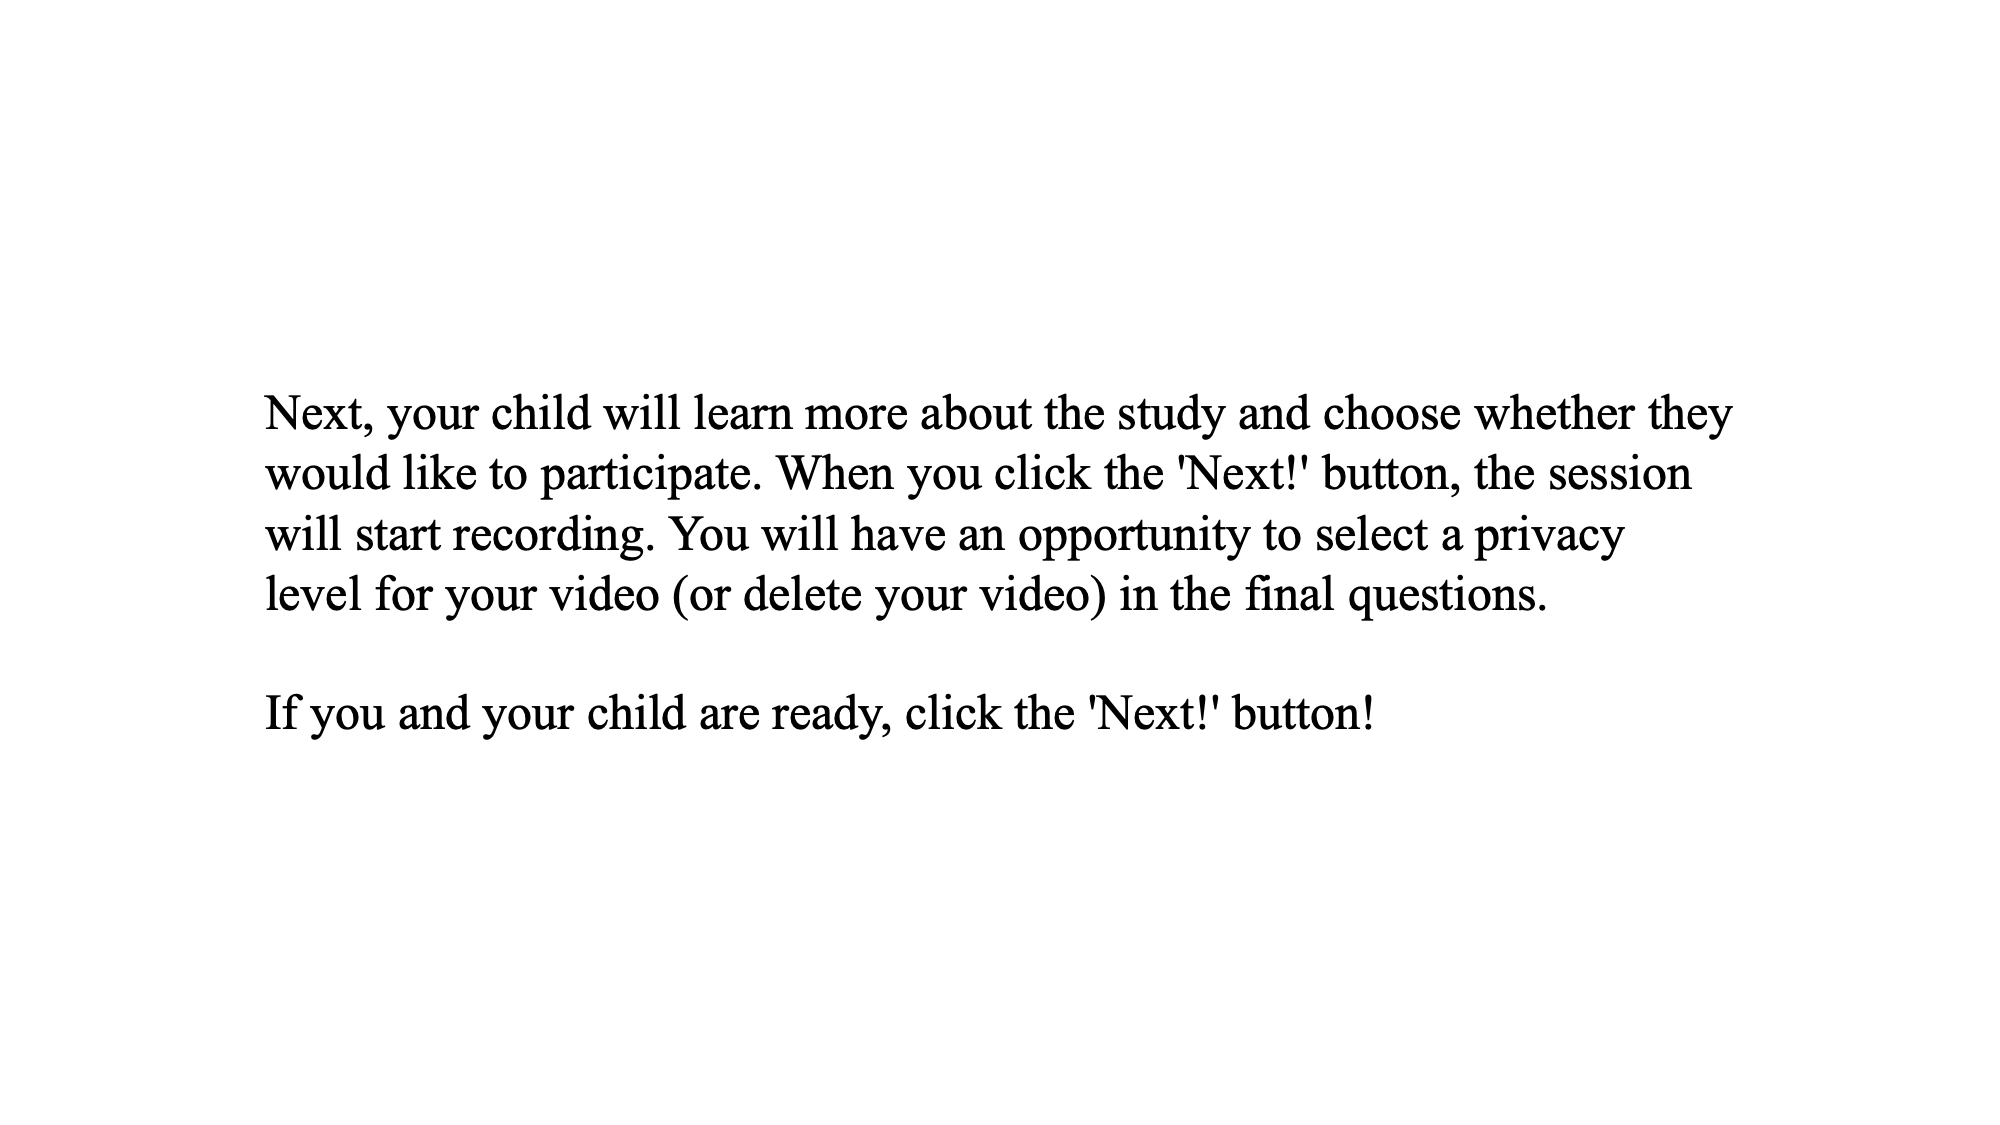 Next, your child will learn more about the study and choose whether they
would like to participate. When you click the 'Next!' button, the session
will start recording. You will have an opportunity to select a privacy
level for your video (or delete your video) in the final questions.
If you and your child are ready, click the 'Next!' button!